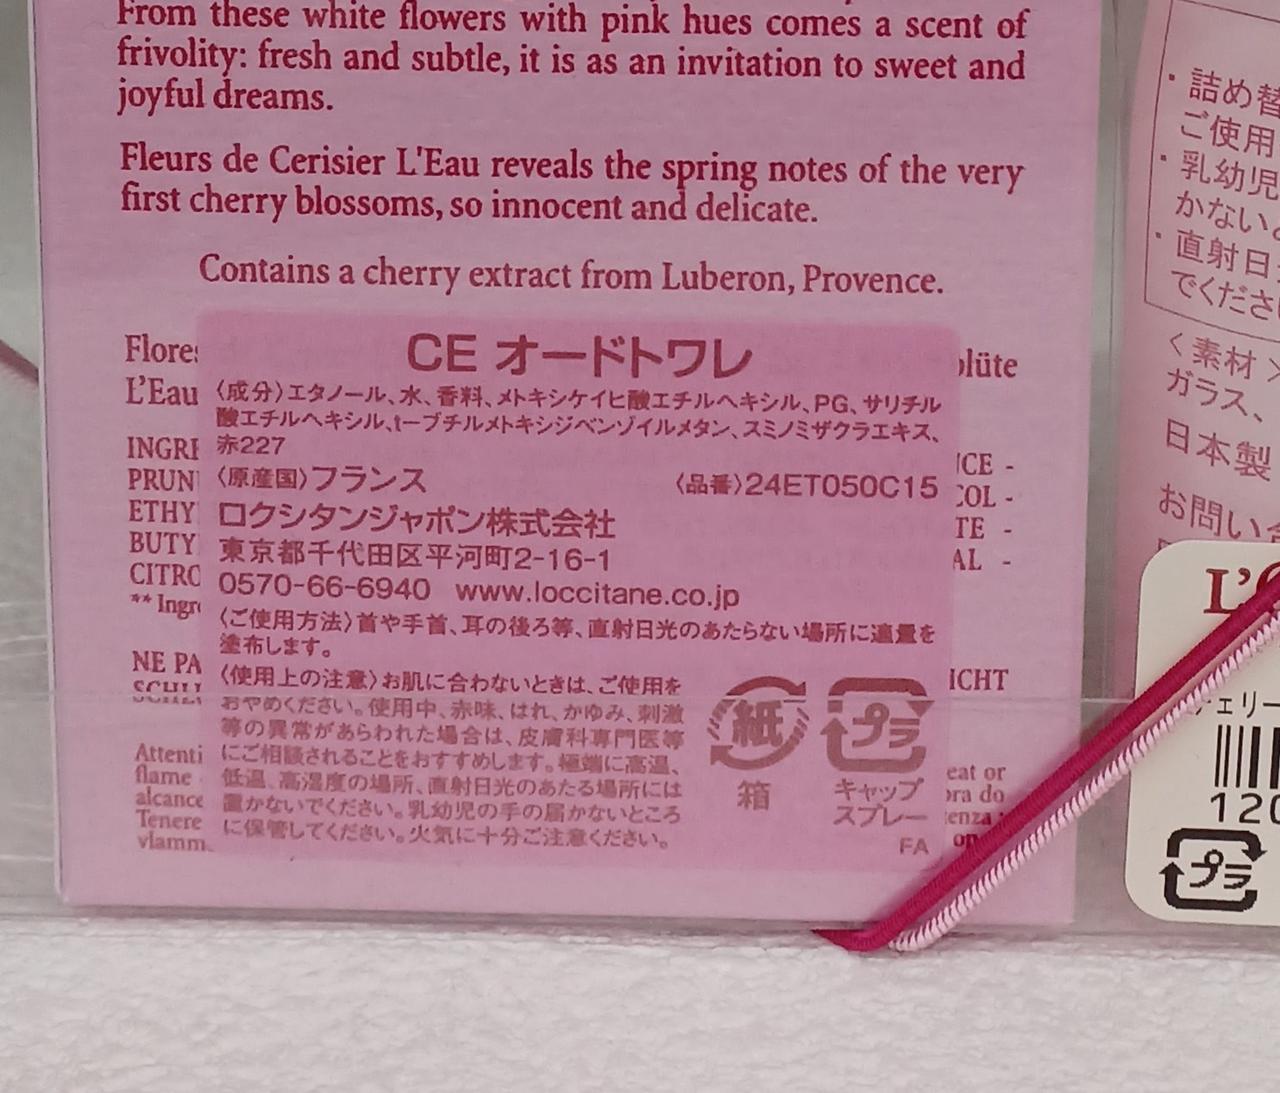 From these white flowers with pink hues comes a scent of
frivolity: fresh and subtle, it is as an invitation to sweet and
joyful dreams.
Fleurs de Cerisier L'Eau reveals the spring notes of the very
first cherry blossoms, so innocent and delicate.
Contains a cherry extract from Luberon, Provence.
CE オードトワレ
L'Eau
〈成分〉エタノール、水、香料、メトキシケイヒ酸エチルヘキシル、PG、サリチル
酸エチルヘキシル、t-ブチルメトキシジベンゾイルメタン、スミノミザクラエキス、
赤227
〈原産国〉フランス 〈品番〉24ET050C15
ロクシタンジャポン株式会社
東京都千代田区平河町2-16-1
0570-66-6940 www.loccitane.co.jp
〈ご使用方法〉首や手首、耳の後ろ等、直射日光のあたらない場所に適量を
塗布します。
〈使用上の注意〉お肌に合わないときは、ご使用を
おやめください。使用中、赤味、はれ、かゆみ、刺激
等の異常があらわれた場合は、皮膚科専門医等
にご相談されることをおすすめします。極端に高温、
低温、高湿度の場所、直射日光のあたる場所には
置かないでください。乳幼児の手の届かないところ
に保管してください。火気に十分ご注意ください。
紙 プラ
箱 キャップ
スプレー
FA
NE PA
ICHT
Attenti
eat or
flame
Tenere
・詰め替
ご使用
・乳幼児
かない
・直射日
でくださ
<素材>
ガラス、
日本製
お問い合
ェリー
120
プラ